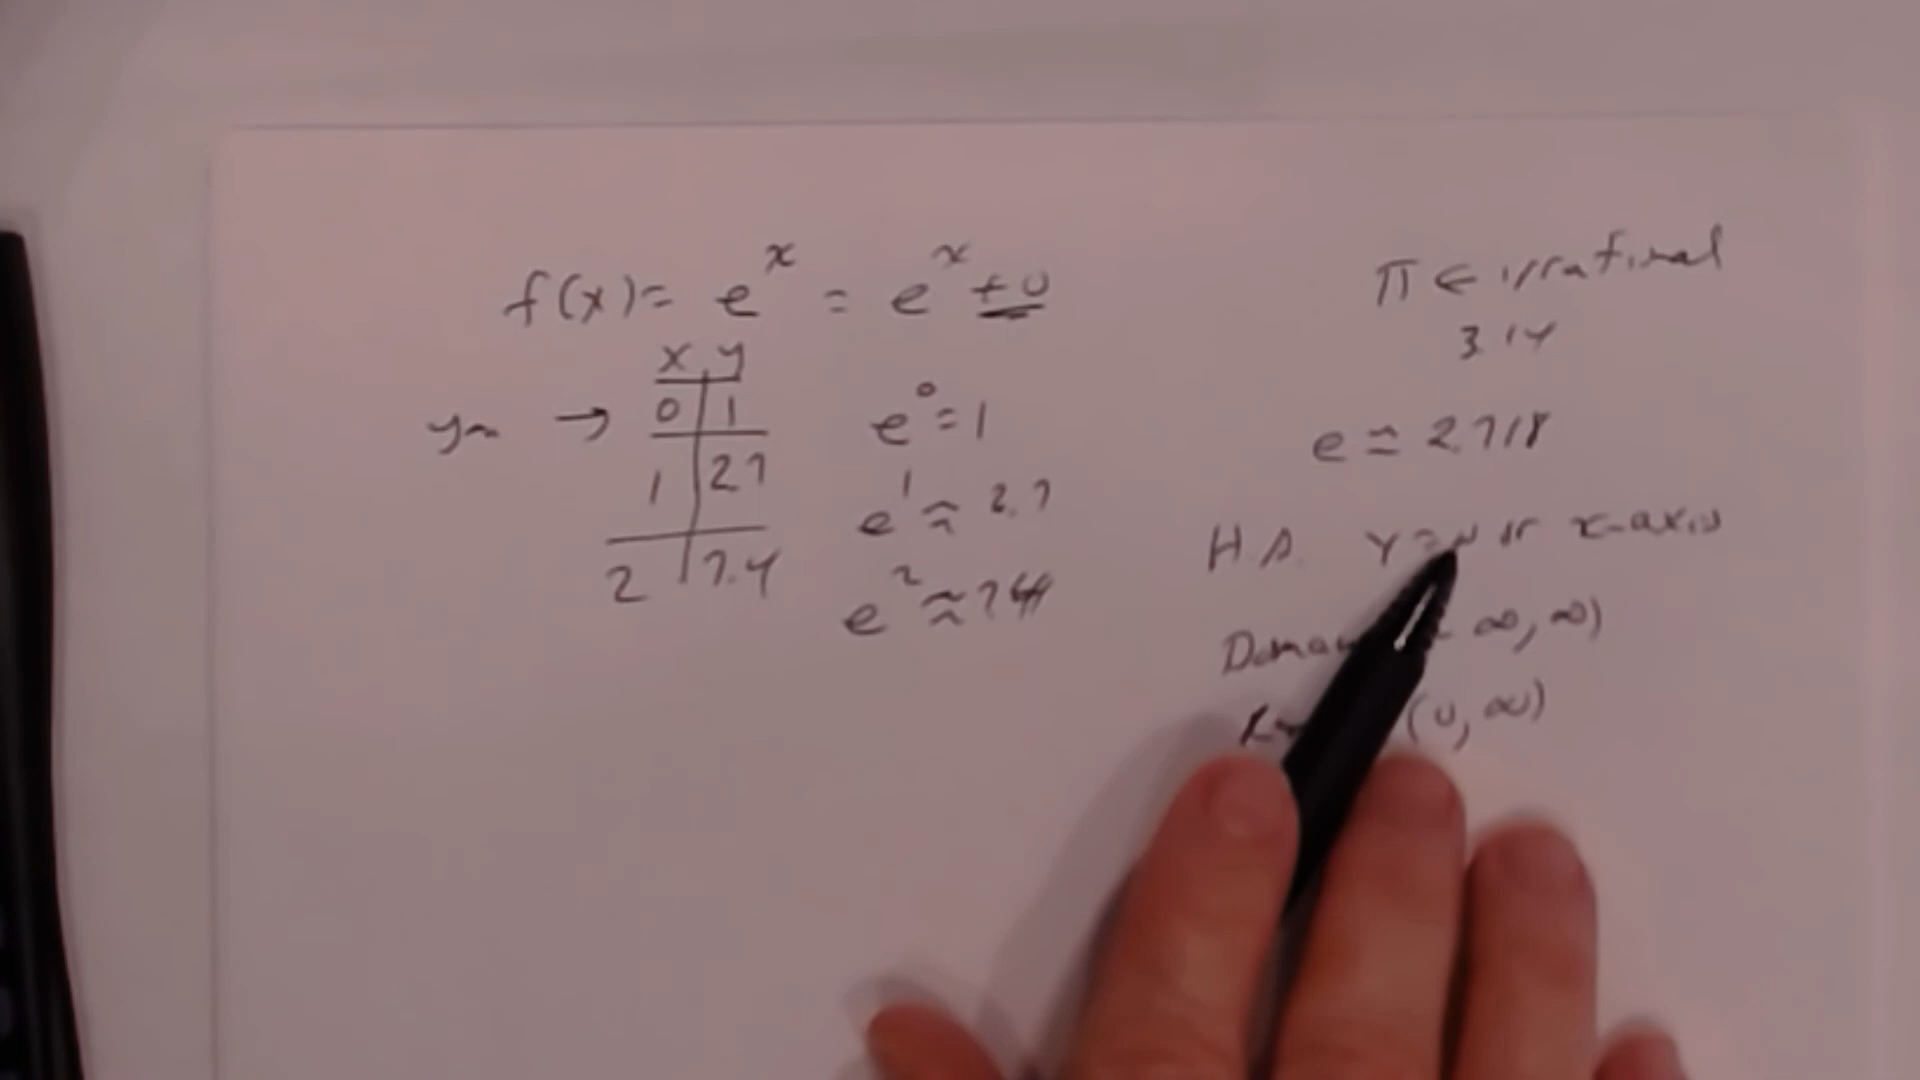 f(x) = e^x = e^x + 0
x y
0 1
1 2.7
2 7.4
e^0 = 1
e^1 ≈ 2.7
e^2 ≈ 7.4
π ← irrational
3.14
e ≈ 2.718
H.A. y = 0 or x-axis
∞, ∞)
(0, ∞)